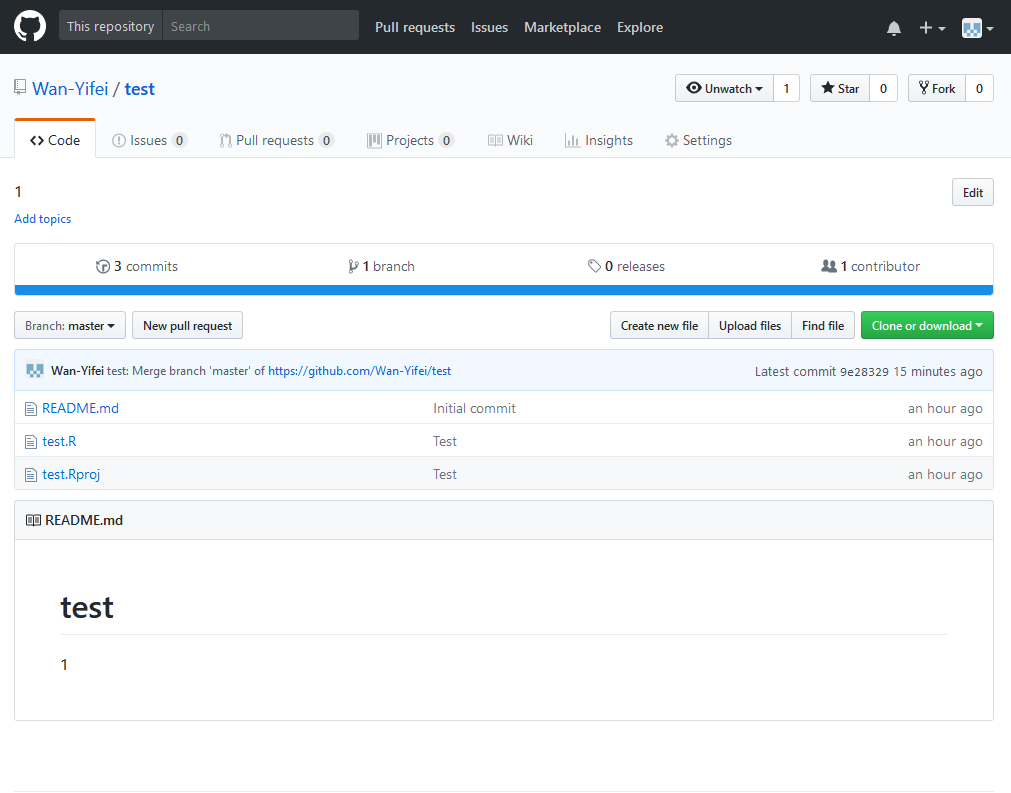 This repository Search Pull requests Issues Marketplace Explore
Wan-Yifei / test Unwatch 1 Star 0 Fork 0
Code Issues 0 Pull requests 0 Projects 0 Wiki Insights Settings
1 Edit
Add topics
3 commits 1 branch 0 releases 1 contributor
Branch: master New pull request Create new file Upload files Find file Clone or download
Wan-Yifei test: Merge branch 'master' of https://github.com/Wan-Yifei/test Latest commit 9e28329 15 minutes ago
README.md Initial commit an hour ago
test.R Test an hour ago
test.Rproj Test an hour ago
README.md
test
1